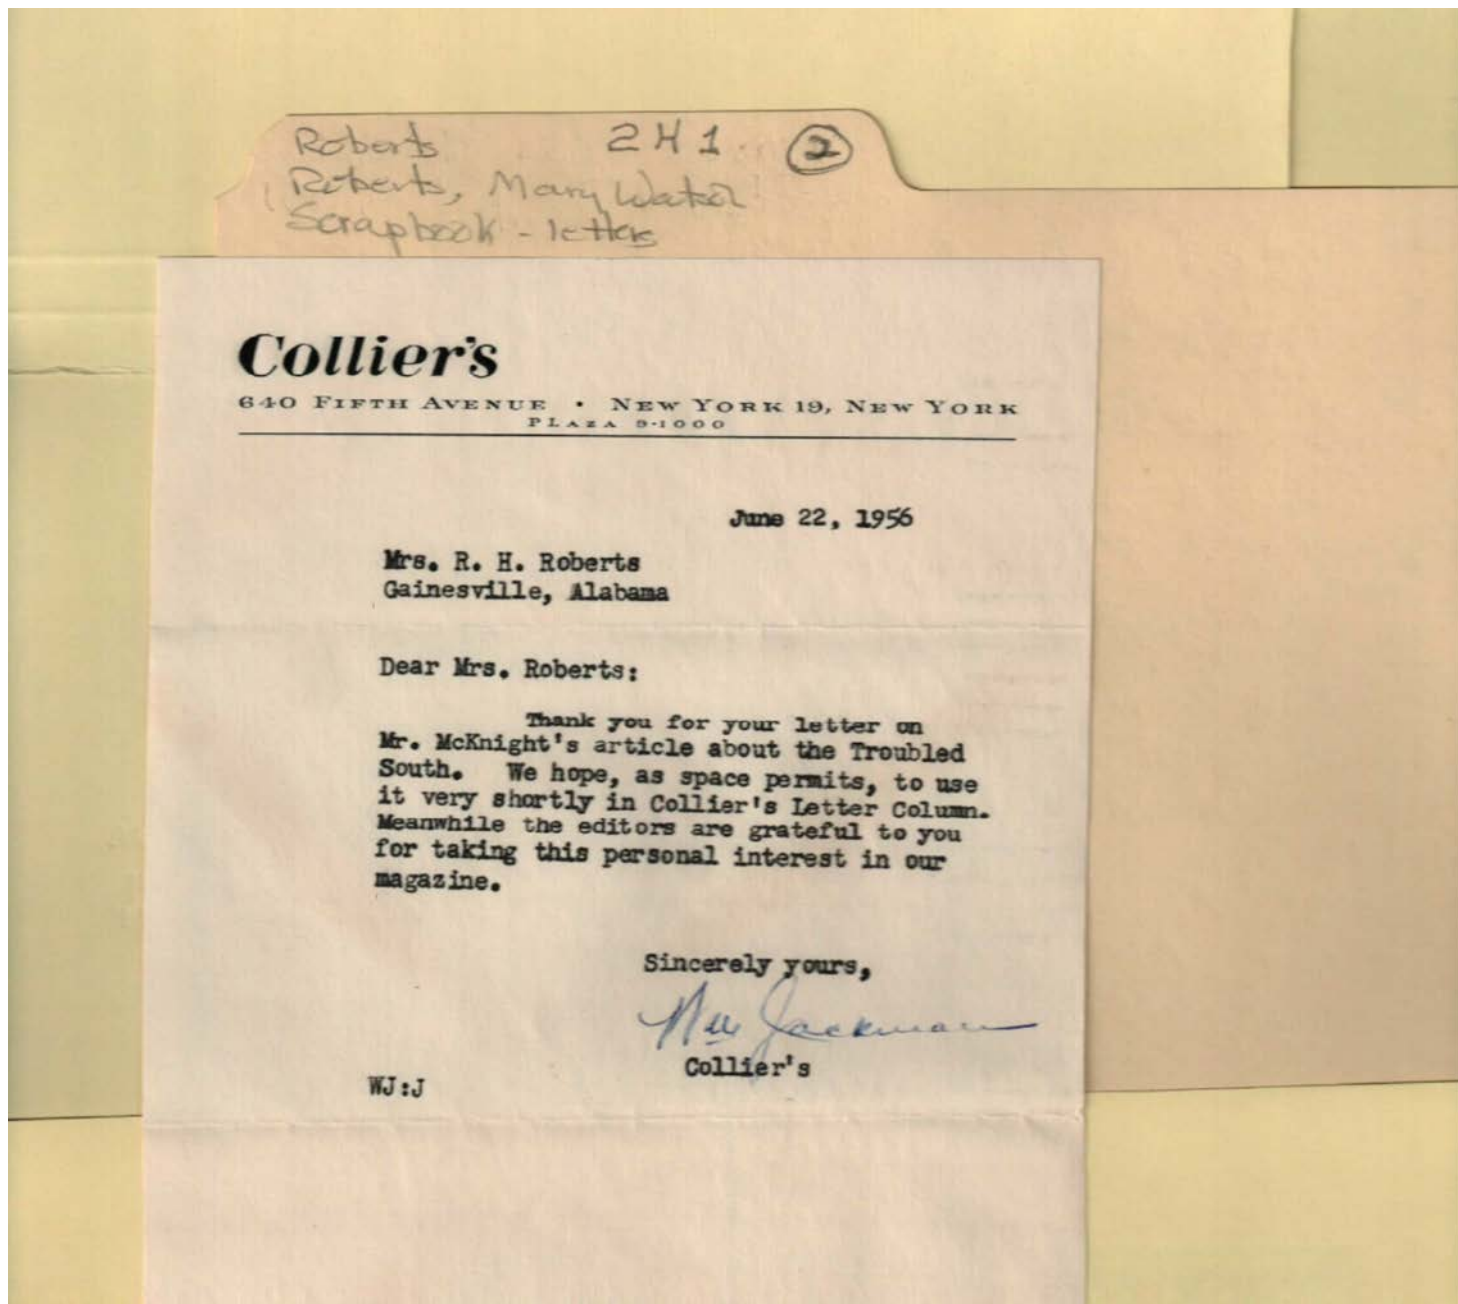 Roberts 2H1 2
Roberts, Mary Watson
Scrapbook - letters
Collier's
640 FIFTH AVENUE • NEW YORK 19, NEW YORK
PLAZA 9-1000
June 22, 1956
Mrs. R. H. Roberts
Gainesville, Alabama
Dear Mrs. Roberts:
Thank you for your letter on
Mr. McKnight's article about the Troubled
South. We hope, as space permits, to use
it very shortly in Collier's Letter Column.
Meanwhile the editors are grateful to you
for taking this personal interest in our
magazine.
Sincerely yours,
Jackman
Collier's
WJ:J